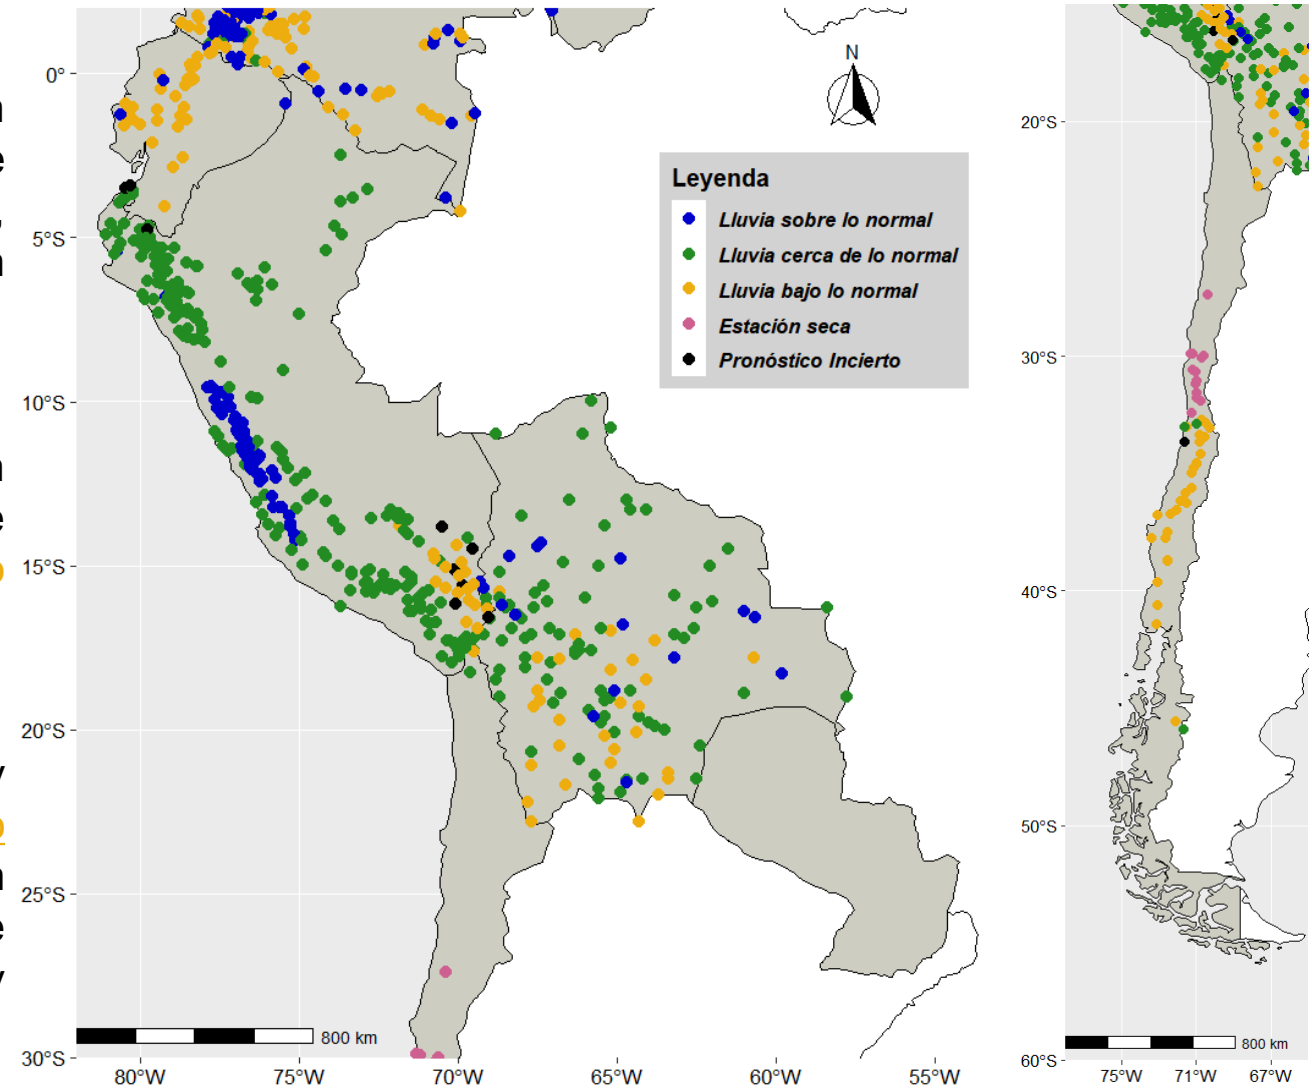 N
Leyenda
Lluvia sobre lo normal
Lluvia cerca de lo normal
Lluvia bajo lo normal
Estación seca
Pronóstico Incierto
0°
5°S
10°S
15°S
20°S
25°S
30°S
800 km
80°W
75°W
70°W
65°W
60°W
55°W
20°S
30°S
40°S
50°S
60°S
800 km
75°W
71°W
67°W